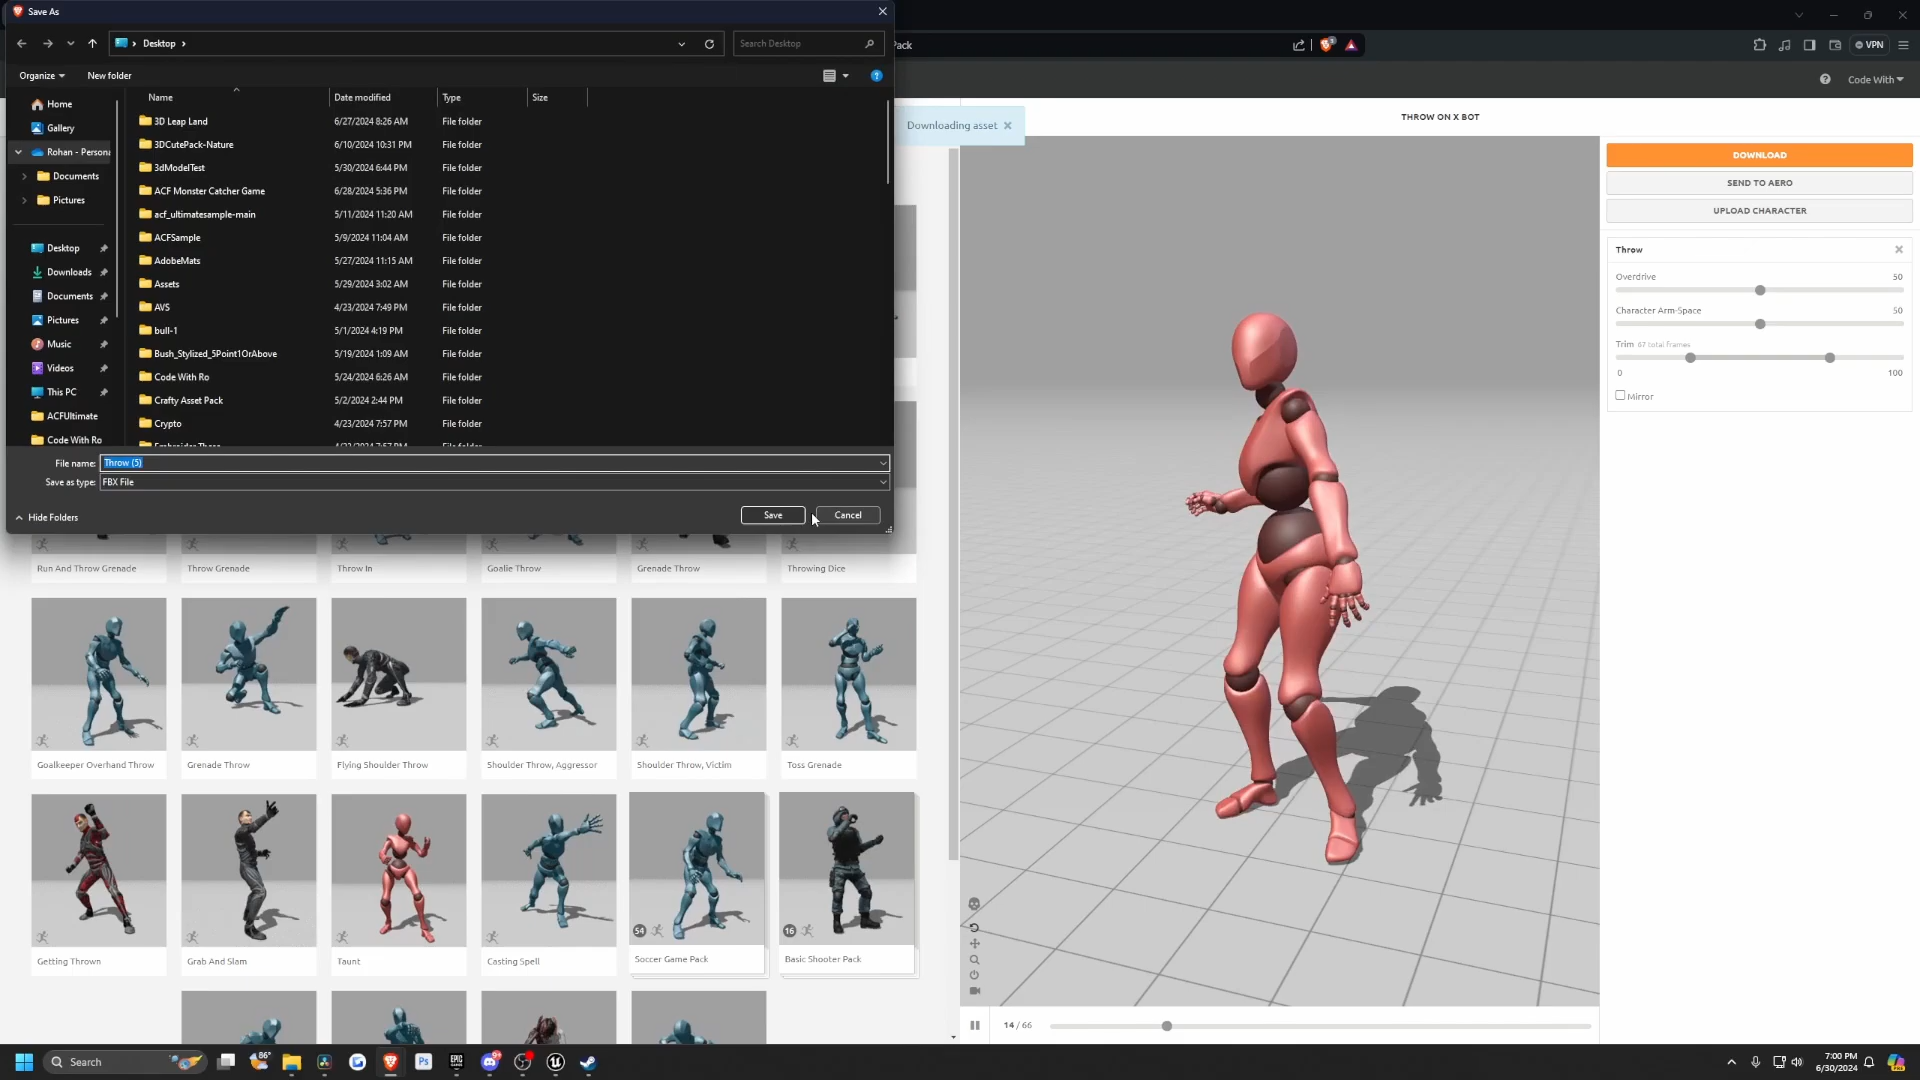 Save As
Desktop
Search Desktop
Pack
VPN
Organize
New folder
Code With
Name
Date modified
Type
Size
Home
Gallery
Rohan - Persona
Documents
Pictures
Desktop
Downloads
Documents
Pictures
Music
Videos
This PC
ACFUltimate
Code With Ro
3D Leap Land 6/27/2024 8:26 AM File folder
3DCutePack-Nature 6/10/2024 10:31 PM File folder
3dModelTest 5/30/2024 6:44 PM File folder
ACF Monster Catcher Game 6/28/2024 5:36 PM File folder
acf_ultimatesample-main 5/11/2024 11:20 AM File folder
ACFSample 5/9/2024 11:04 AM File folder
AdobeMats 5/27/2024 11:15 AM File folder
Assets 5/29/2024 3:02 AM File folder
AVS 4/23/2024 7:49 PM File folder
bull-1 5/1/2024 4:19 PM File folder
Bush_Stylized_5Point1OrAbove 5/19/2024 1:09 AM File folder
Code With Ro 5/24/2024 6:26 AM File folder
Crafty Asset Pack 5/2/2024 2:44 PM File folder
Crypto 4/23/2024 7:57 PM File folder
File name: Throw (5)
Save as type: FBX File
Hide Folders
Save
Cancel
Downloading asset
THROW ON X BOT
DOWNLOAD
SEND TO AERO
UPLOAD CHARACTER
Throw
Overdrive 50
Character Arm-Space 50
Trim 67 total frames
0 100
Mirror
Run And Throw Grenade
Throw Grenade
Throw In
Goalie Throw
Grenade Throw
Throwing Dice
Goalkeeper Overhand Throw
Grenade Throw
Flying Shoulder Throw
Shoulder Throw, Aggressor
Shoulder Throw, Victim
Toss Grenade
54
16
Getting Thrown
Grab And Slam
Taunt
Casting Spell
Soccer Game Pack
Basic Shooter Pack
14 / 66
Search
86°
Ps
EPIC
7:00 PM
6/30/2024